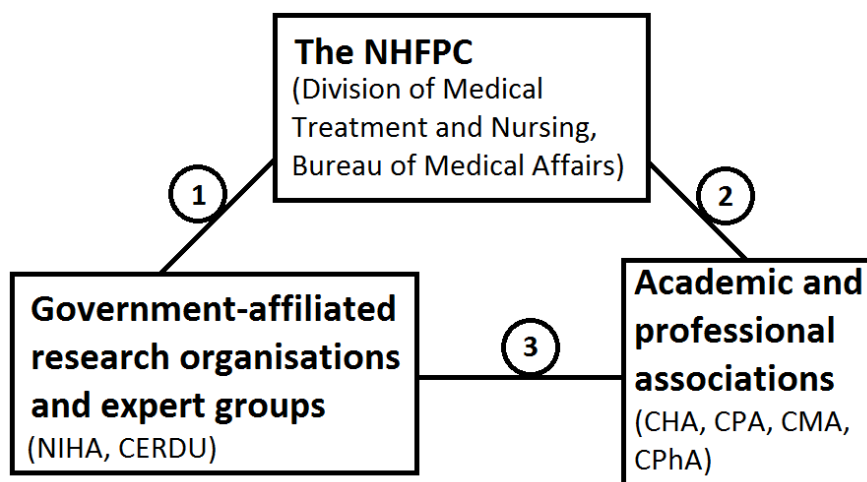 The NHFPC
(Division of Medical
Treatment and Nursing,
Bureau of Medical Affairs)
1
2
Government-affiliated
research organisations
and expert groups
(NIHA, CERDU)
3
Academic and
professional
associations
(CHA, CPA, CMA,
CPhA)